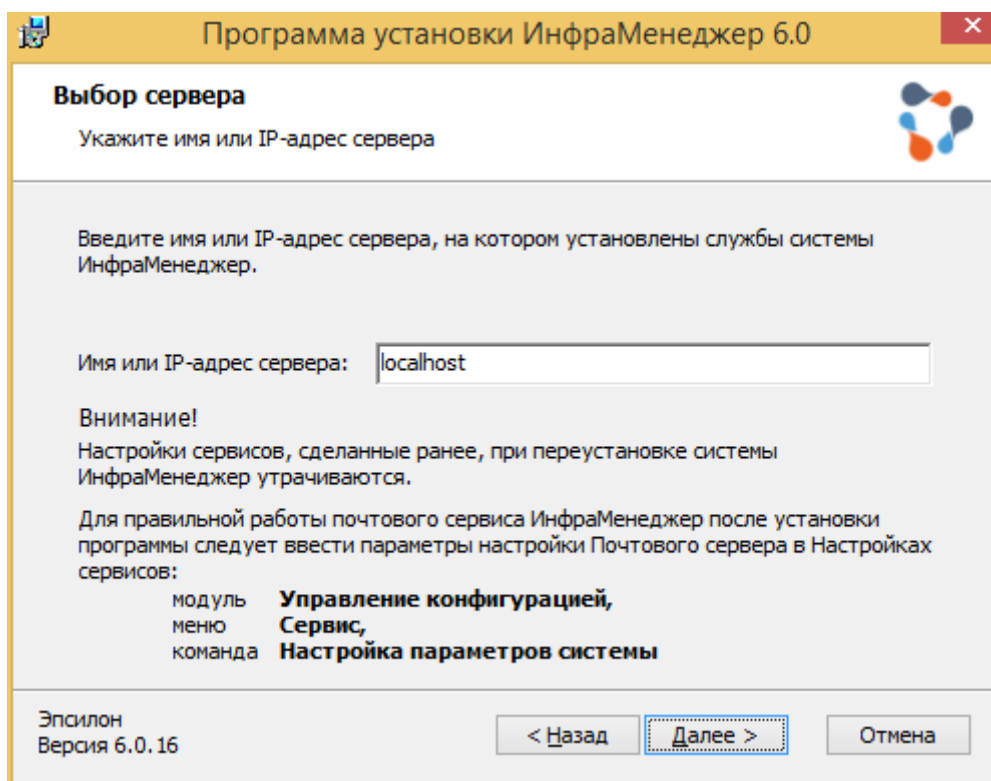 Программа установки ИнфраМенеджер 6.0
Выбор сервера
Укажите имя или IP-адрес сервера
Введите имя или IP-адрес сервера, на котором установлены службы системы
ИнфраМенеджер.
Имя или IP-адрес сервера: localhost
Внимание!
Настройки сервисов, сделанные ранее, при переустановке системы
ИнфраМенеджер утрачиваются.
Для правильной работы почтового сервиса ИнфраМенеджер после установки
программы следует ввести параметры настройки Почтового сервера в Настройках
сервисов:
модуль Управление конфигурацией,
меню Сервис,
команда Настройка параметров системы
Эпсилон
Версия 6.0.16
< Назад Далее > Отмена